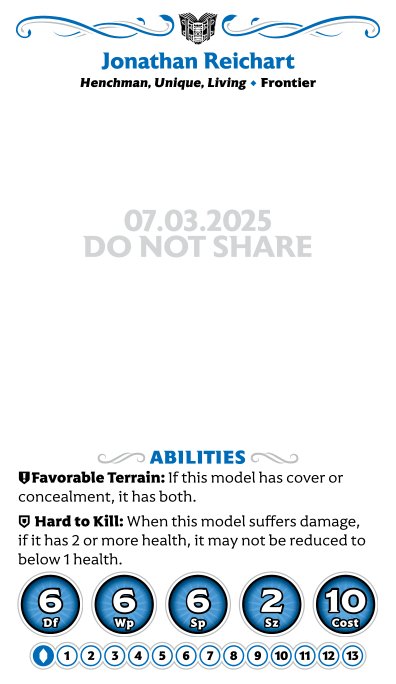 Jonathan Reichart
Henchman, Unique, Living ♦ Frontier
07.03.2025
DO NOT SHARE
ABILITIES
Favorable Terrain: If this model has cover or
concealment, it has both.
Hard to Kill: When this model suffers damage,
if it has 2 or more health, it may not be reduced to
below 1 health.
6 6 6 2 10
Df Wp Sp Sz Cost
1 2 3 4 5 6 7 8 9 10 11 12 13